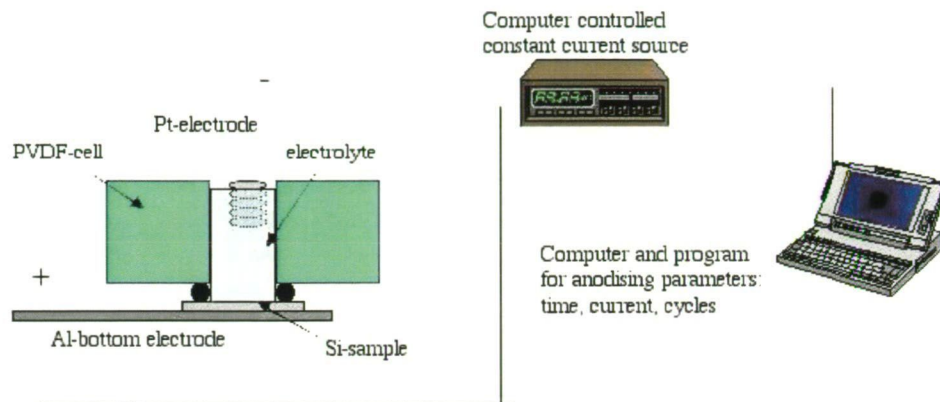 Computer controlled
constant current source
−
Pt-electrode
PVDF-cell
electrolyte
Computer and program
for anodising parameters:
time, current, cycles
+
Al-bottom electrode
Si-sample